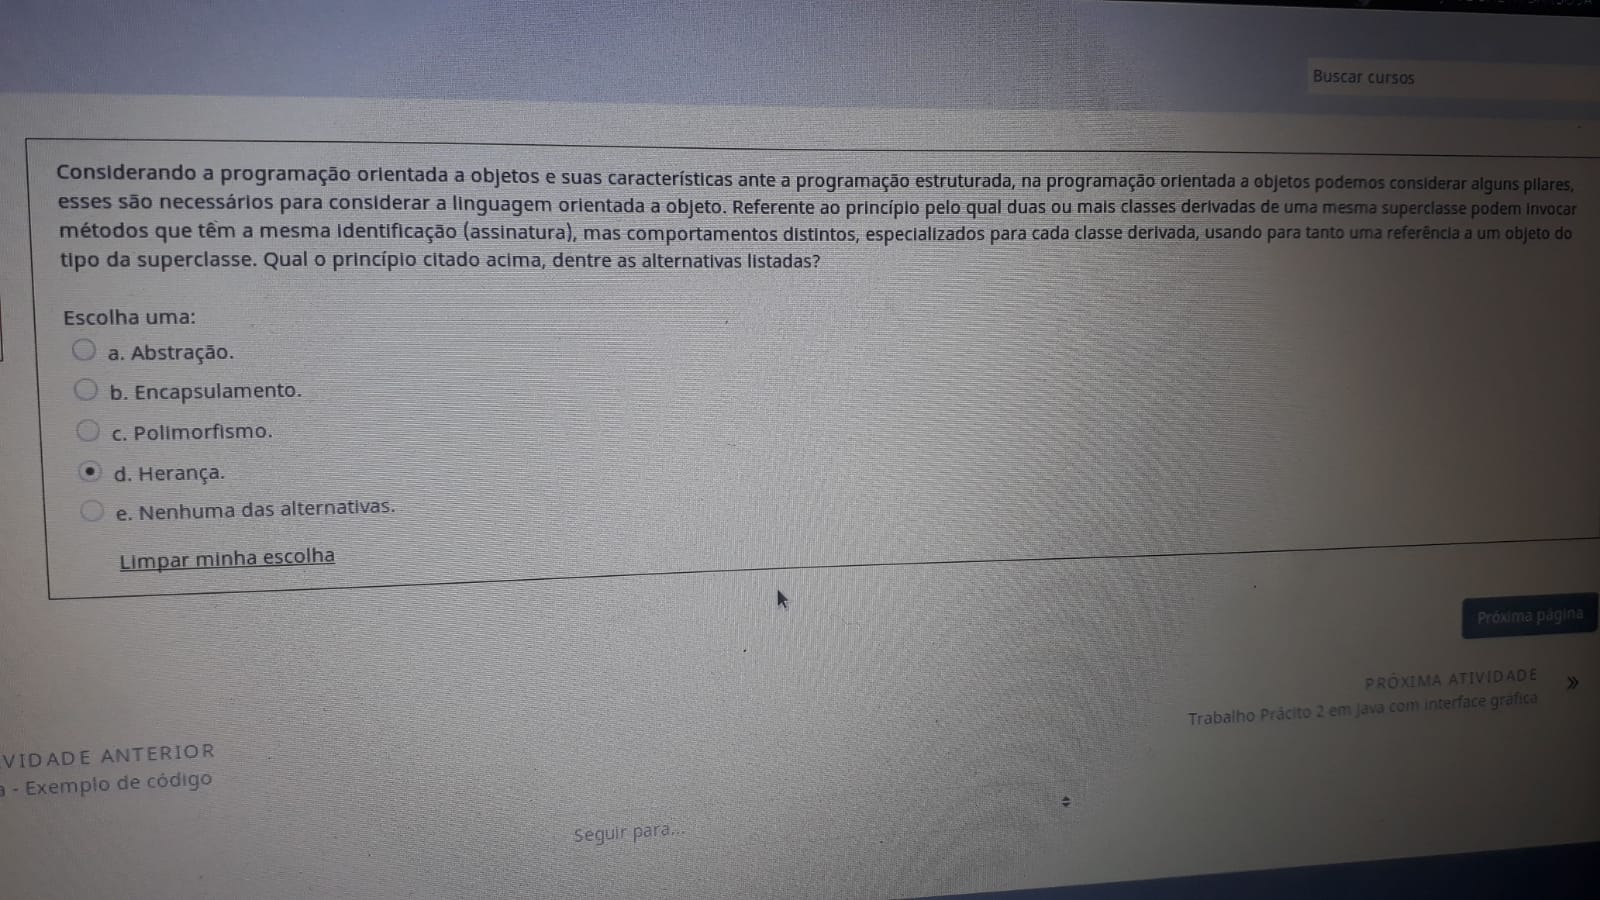 Buscar cursos
Considerando a programação orientada a objetos e suas características ante a programação estruturada, na programação orientada a objetos podemos considerar alguns pilares,
esses são necessários para considerar a linguagem orientada a objeto. Referente ao princípio pelo qual duas ou mais classes derivadas de uma mesma superclasse podem invocar
métodos que têm a mesma identificação (assinatura), mas comportamentos distintos, especializados para cada classe derivada, usando para tanto uma referência a um objeto do
tipo da superclasse. Qual o princípio citado acima, dentre as alternativas listadas?
Escolha uma:
a. Abstração.
b. Encapsulamento.
c. Polimorfismo.
d. Herança.
e. Nenhuma das alternativas.
Limpar minha escolha
Próxima página
PRÓXIMA ATIVIDADE
Trabalho Prácito 2 em Java com interface gráfica
VIDADE ANTERIOR
a - Exemplo de código
Seguir para...